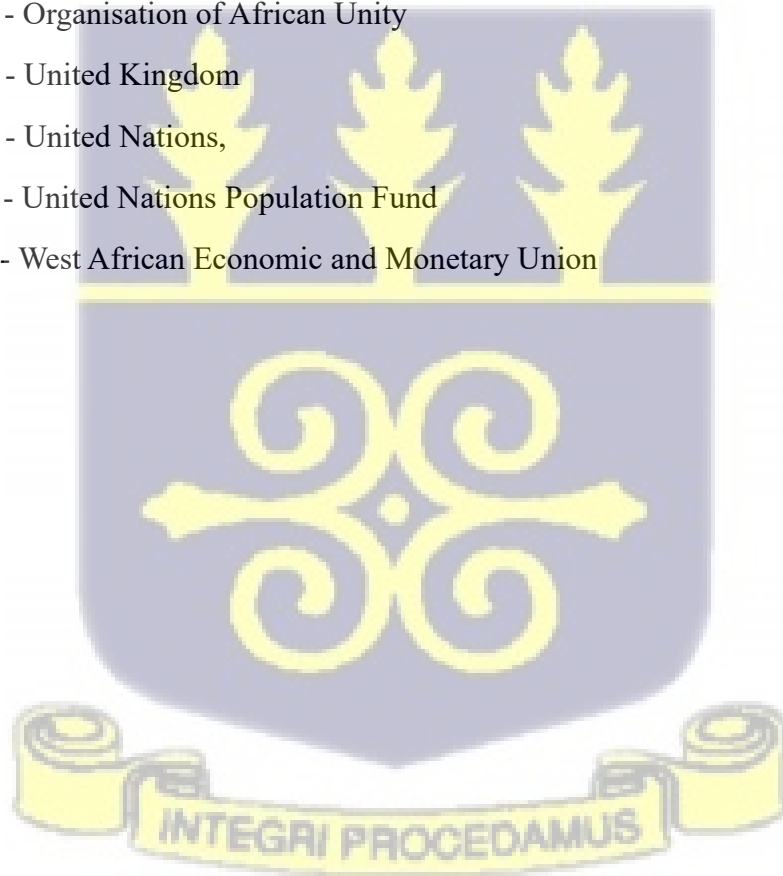 - Organisation of African Unity
- United Kingdom
- United Nations,
- United Nations Population Fund
- West African Economic and Monetary Union
INTEGRI PROCEDAMUS